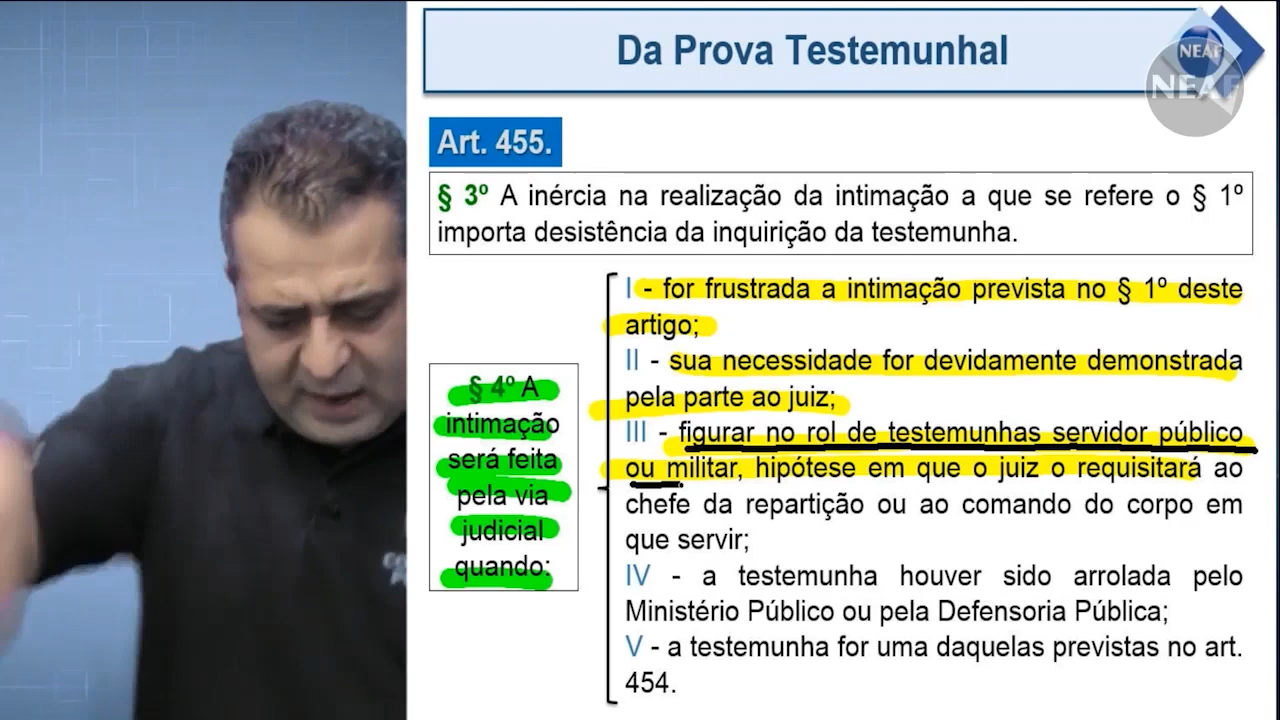 Da Prova Testemunhal
NEAF
NEAF
Art. 455.
§ 3º A inércia na realização da intimação a que se refere o § 1º
importa desistência da inquirição da testemunha.
§ 4º A
intimação
será feita
pela via
judicial
quando:
I - for frustrada a intimação prevista no § 1º deste
artigo;
II - sua necessidade for devidamente demonstrada
pela parte ao juiz;
III - figurar no rol de testemunhas servidor público
ou militar, hipótese em que o juiz o requisitará ao
chefe da repartição ou ao comando do corpo em
que servir;
IV - a testemunha houver sido arrolada pelo
Ministério Público ou pela Defensoria Pública;
V - a testemunha for uma daquelas previstas no art.
454.